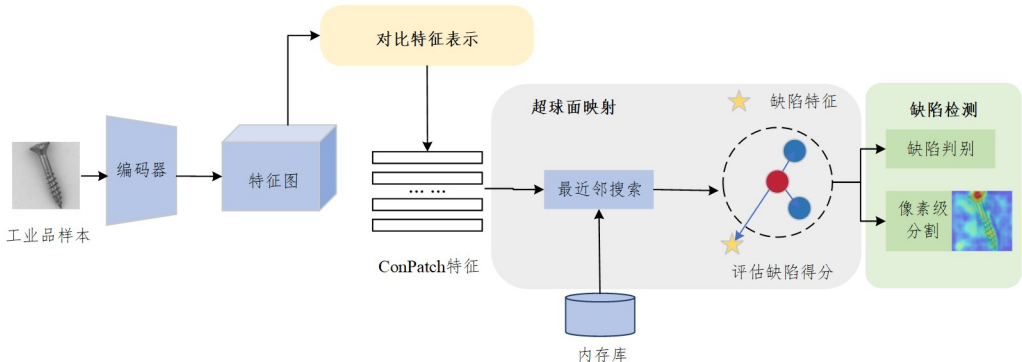 对比特征表示
超球面映射
缺陷特征
缺陷检测
编码器
特征图
缺陷判别
... ...
最近邻搜索
像素级
分割
工业品样本
ConPatch特征
评估缺陷得分
内存库